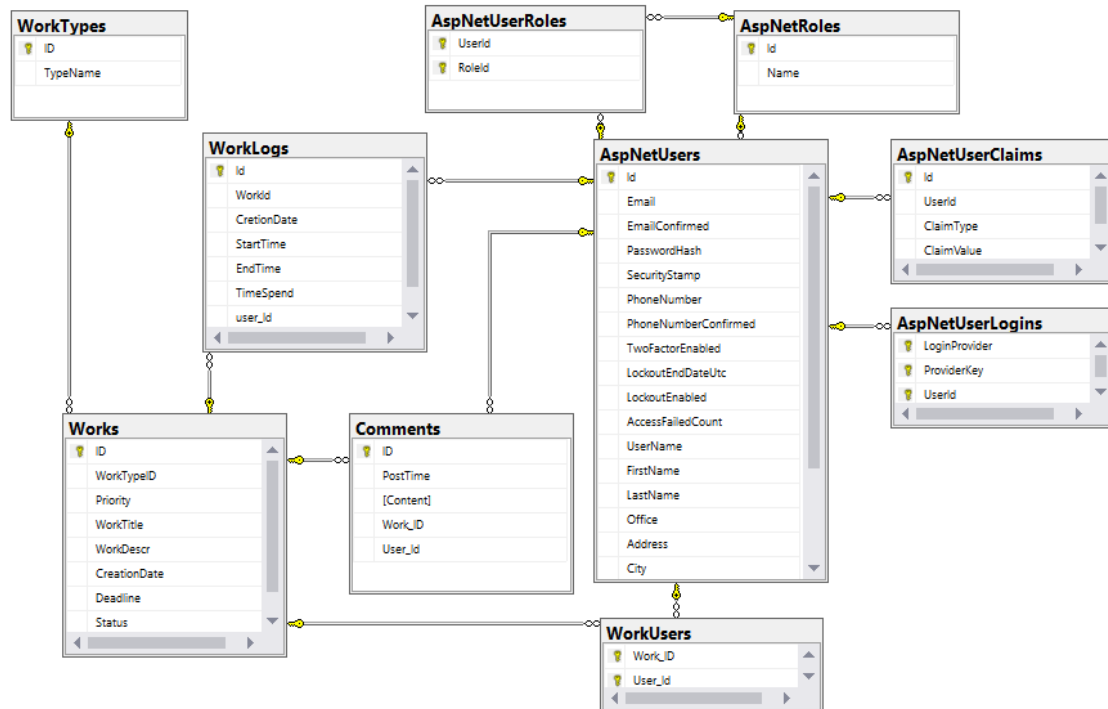 WorkTypes
ID
TypeName
AspNetUserRoles
UserId
RoleId
AspNetRoles
Id
Name
WorkLogs
Id
WorkId
CretionDate
StartTime
EndTime
TimeSpend
user_Id
AspNetUsers
Id
Email
EmailConfirmed
PasswordHash
SecurityStamp
PhoneNumber
PhoneNumberConfirmed
TwoFactorEnabled
LockoutEndDateUtc
LockoutEnabled
AccessFailedCount
UserName
FirstName
LastName
Office
Address
City
AspNetUserClaims
Id
UserId
ClaimType
ClaimValue
AspNetUserLogins
LoginProvider
ProviderKey
UserId
Works
ID
WorkTypeID
Priority
WorkTitle
WorkDescr
CreationDate
Deadline
Status
Comments
ID
PostTime
[Content]
Work_ID
User_Id
WorkUsers
Work_ID
User_Id